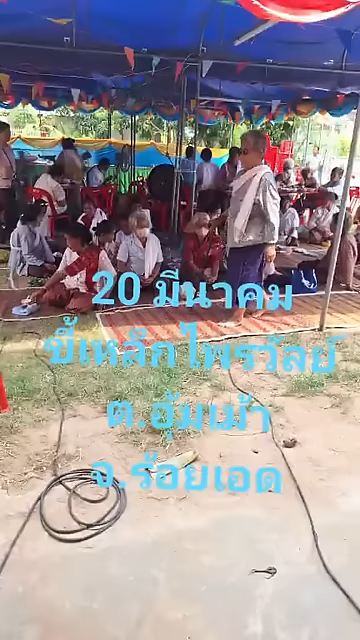 20 มีนาคม
ขี้เหล็กไพรวัลย์
ต.อุ้มเม้า
จ.ร้อยเอด